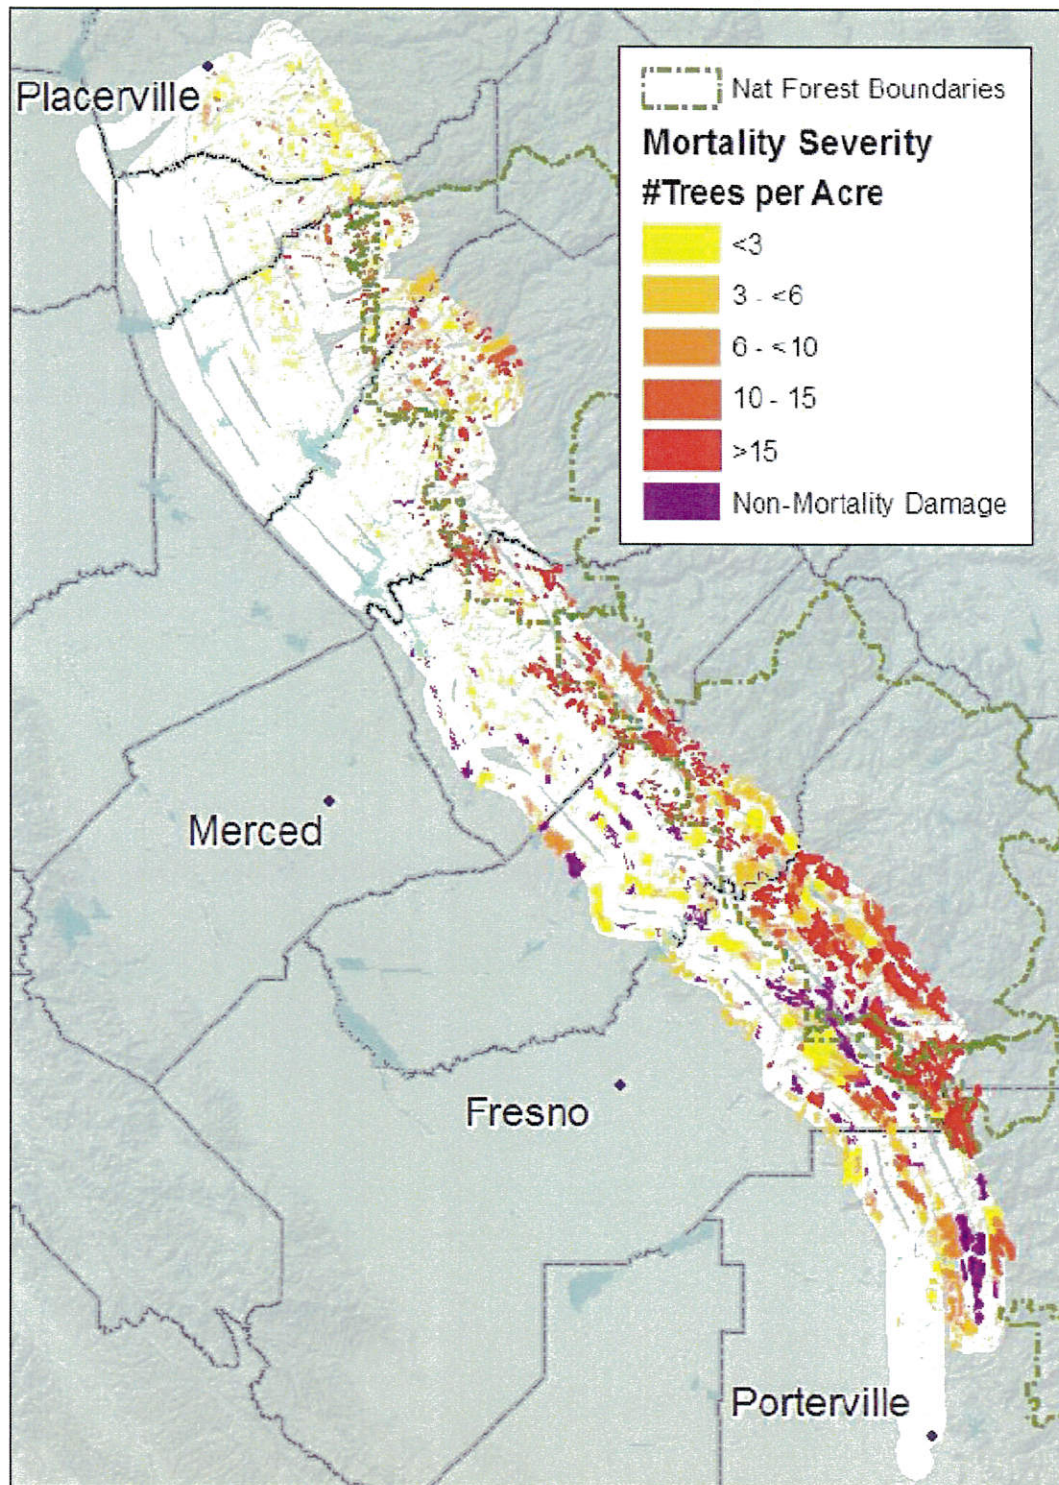 Placerville
Nat Forest Boundaries
Mortality Severity
#Trees per Acre
<3
3 - <6
6 - <10
10 - 15
>15
Non-Mortality Damage
Merced
Fresno
Porterville